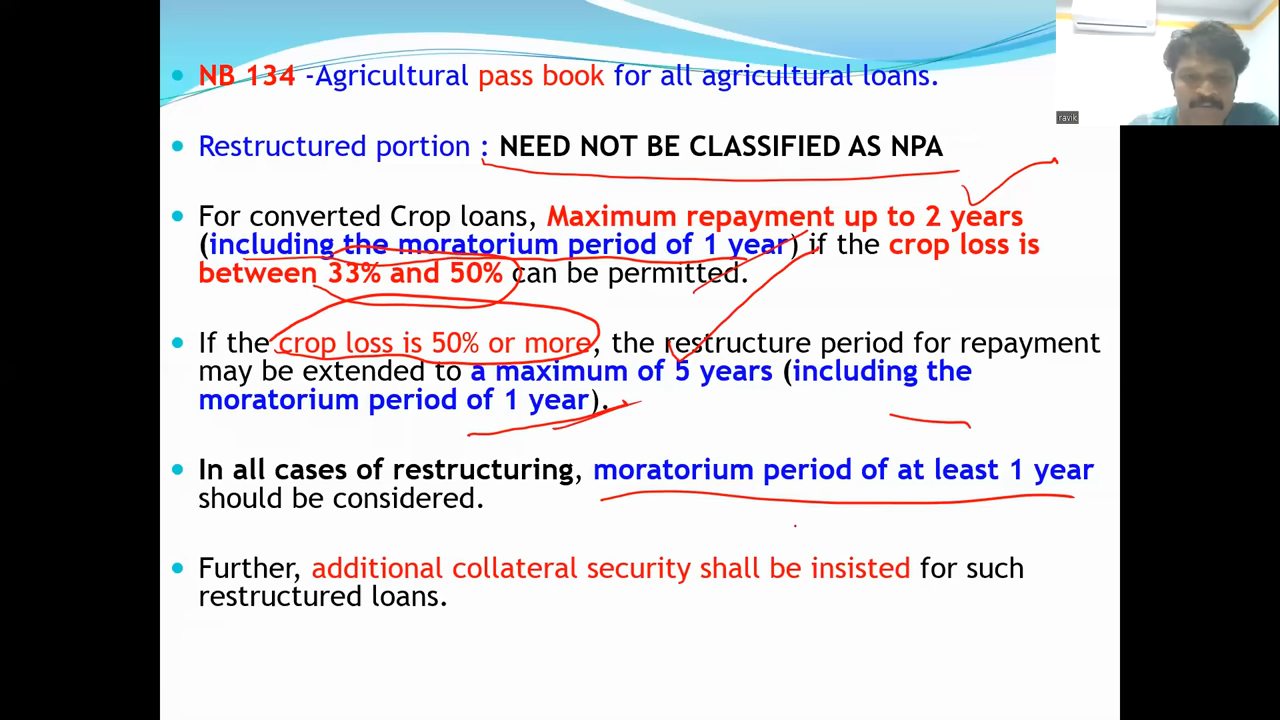 NB 134 -Agricultural pass book for all agricultural loans.
Restructured portion : NEED NOT BE CLASSIFIED AS NPA
For converted Crop loans, Maximum repayment up to 2 years
(including the moratorium period of 1 year) if the crop loss is
between 33% and 50% can be permitted.
If the crop loss is 50% or more, the restructure period for repayment
may be extended to a maximum of 5 years (including the
moratorium period of 1 year).
In all cases of restructuring, moratorium period of at least 1 year
should be considered.
Further, additional collateral security shall be insisted for such
restructured loans.
ravik